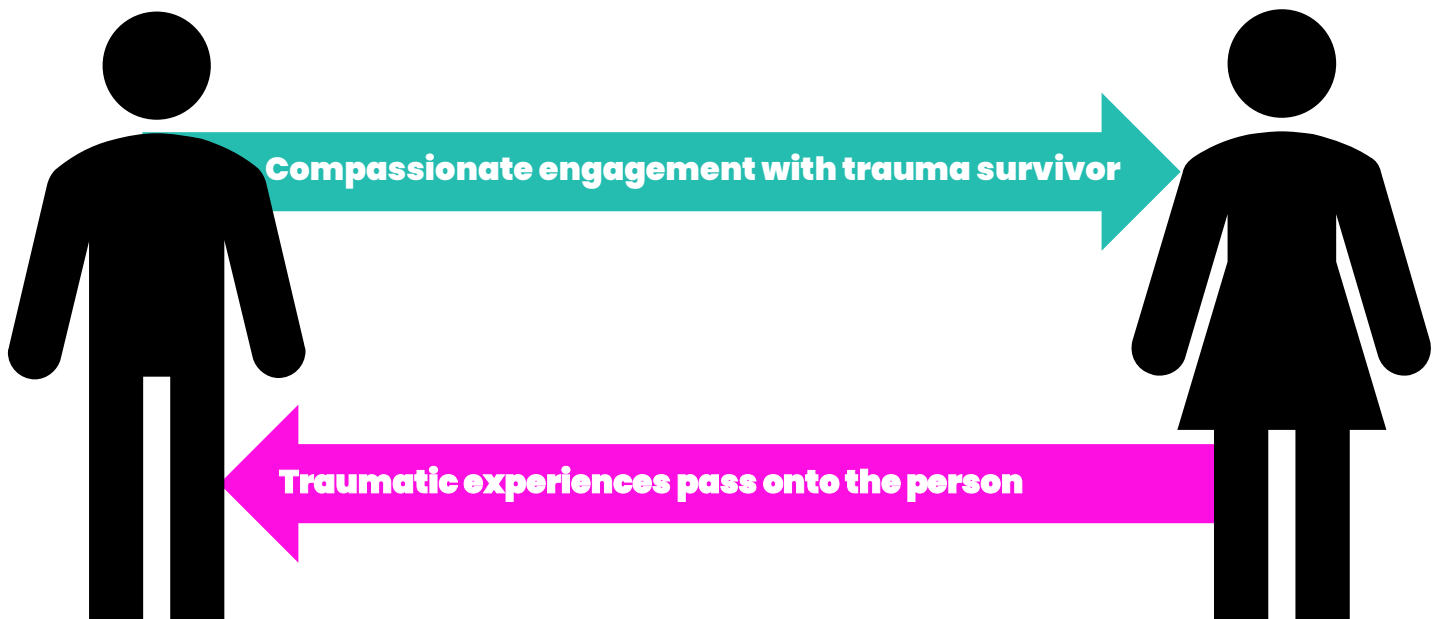 Compassionate engagement with trauma survivor
Traumatic experiences pass onto the person